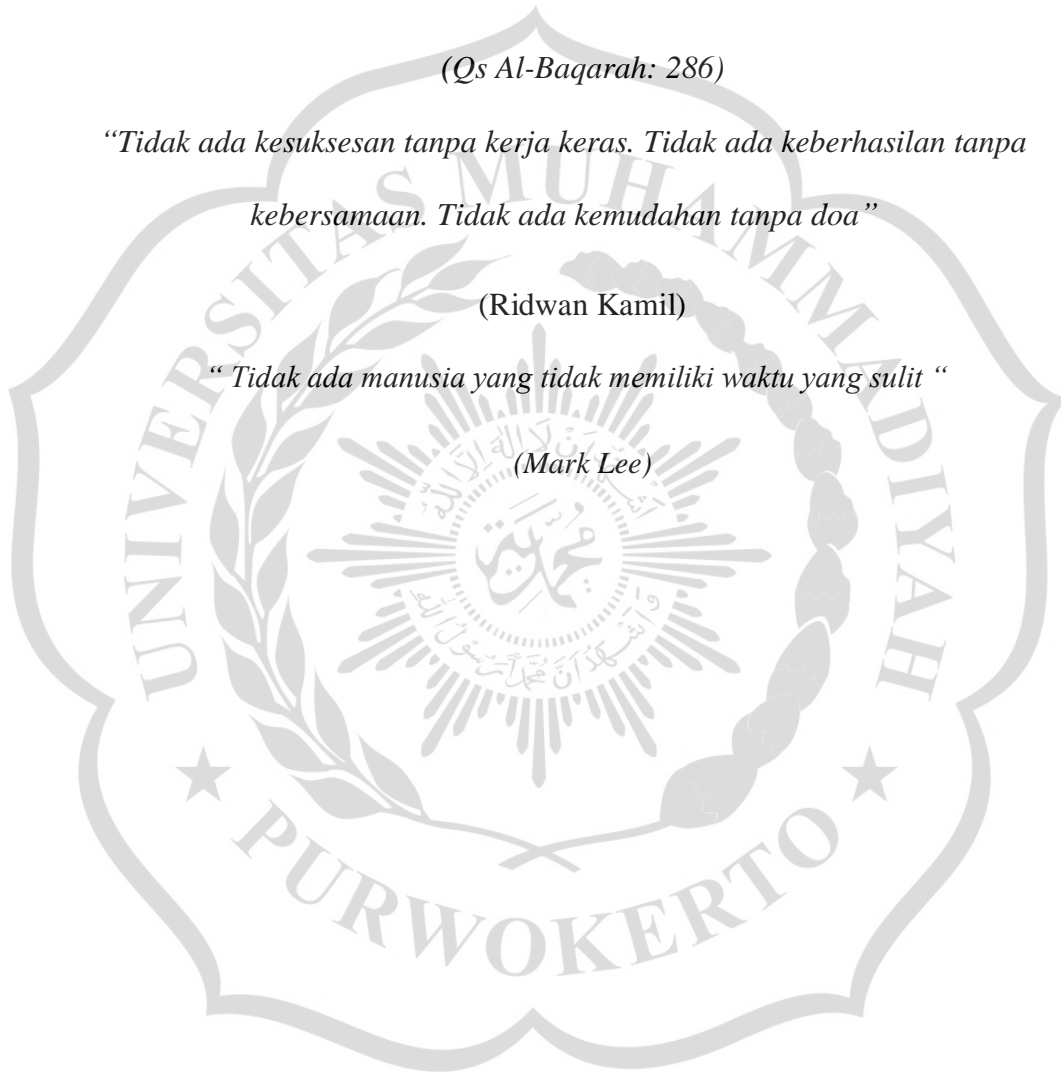 (Qs Al-Baqarah: 286)
“Tidak ada kesuksesan tanpa kerja keras. Tidak ada keberhasilan tanpa
kebersamaan. Tidak ada kemudahan tanpa doa”
(Ridwan Kamil)
“ Tidak ada manusia yang tidak memiliki waktu yang sulit “
(Mark Lee)
UNIVERSITAS MUHAMMADIYAH
PURWOKERTO